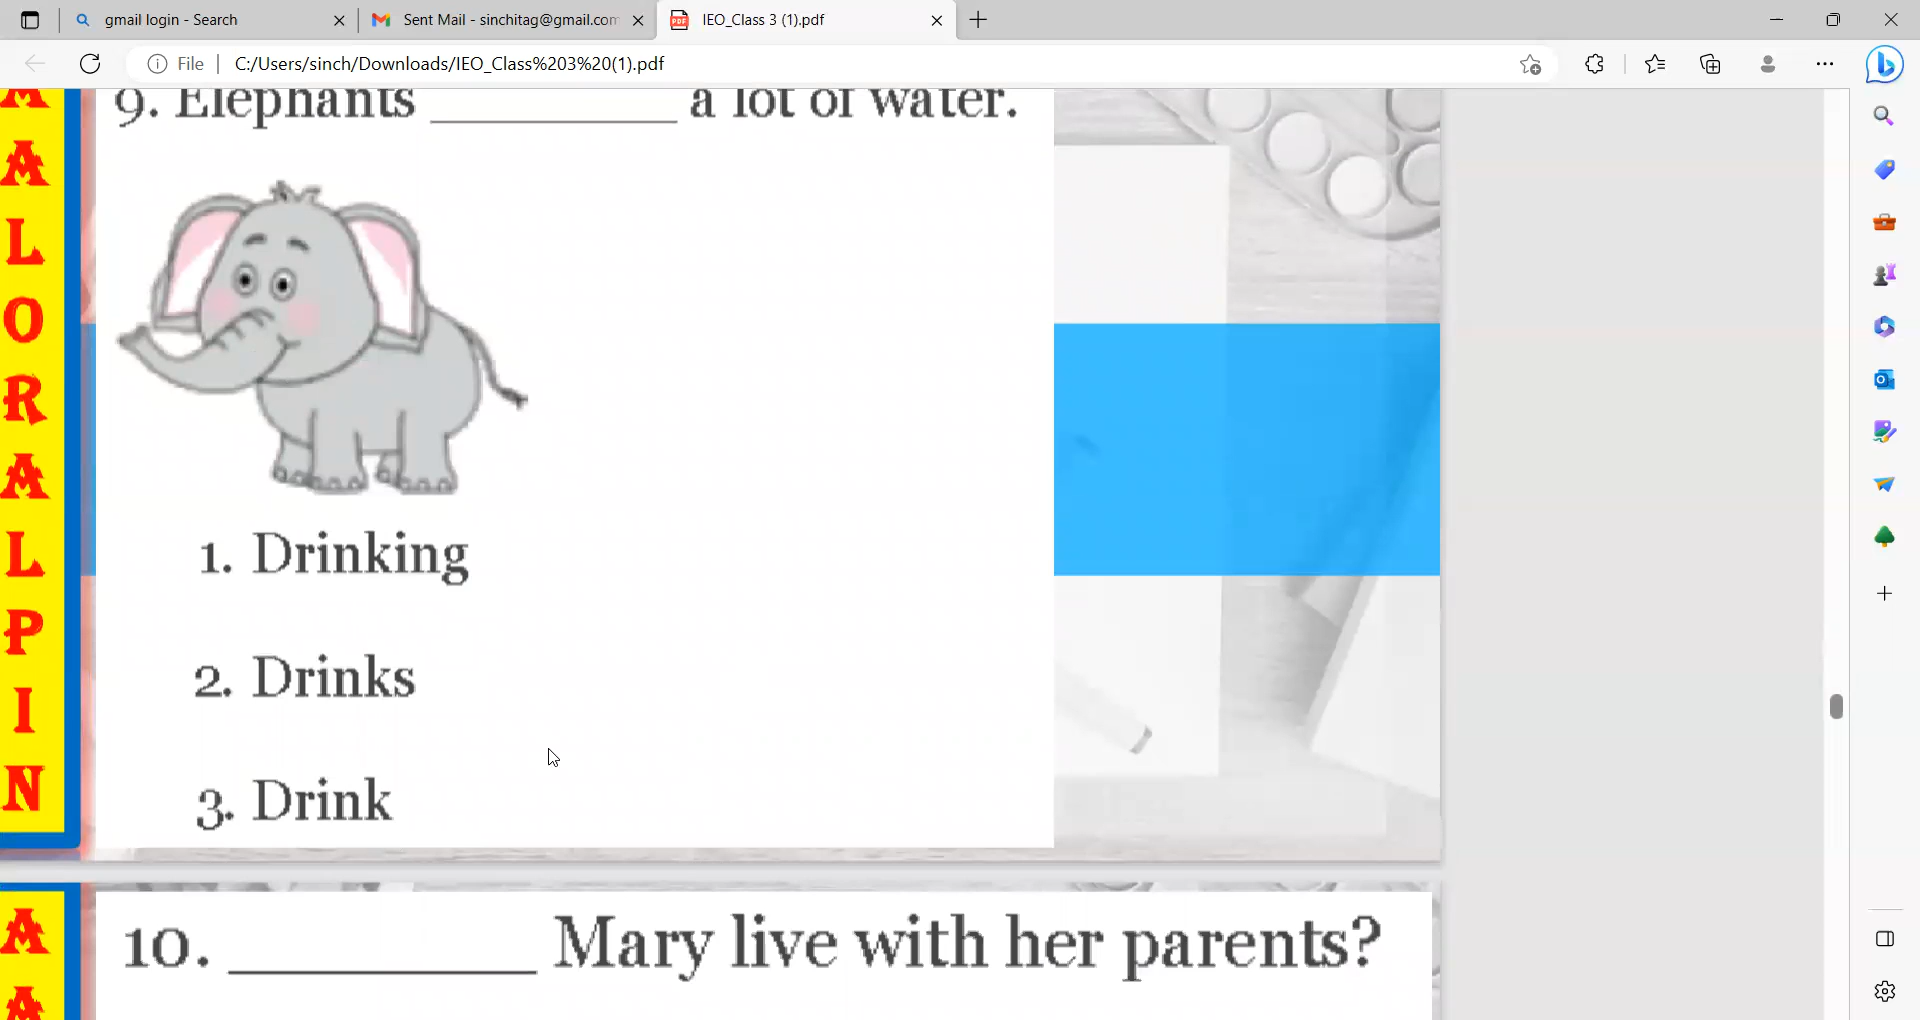 gmail login - Search
Sent Mail - sinchitag@gmail.com
IEO_Class 3 (1).pdf
File
C:/Users/sinch/Downloads/IEO_Class%203%20(1).pdf
9. Elephants __________ a lot of water.
A
A
L
O
R
A
L
P
I
N
1. Drinking
2. Drinks
3. Drink
10. __________ Mary live with her parents?
A
A